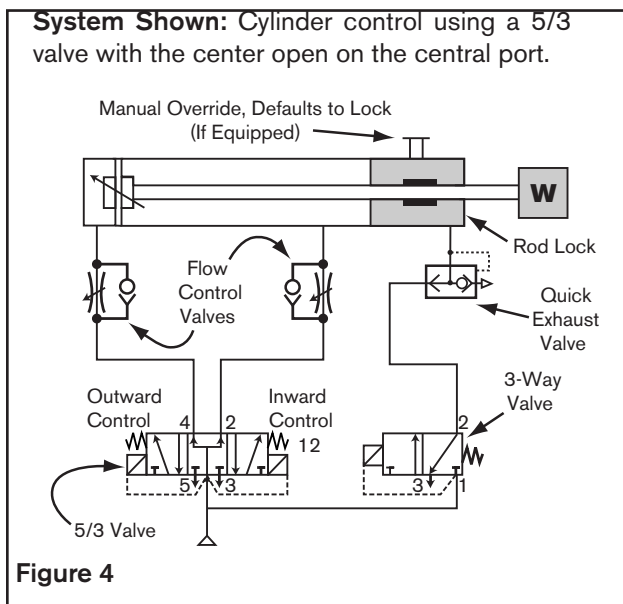 System Shown: Cylinder control using a 5/3
valve with the center open on the central port.
Manual Override, Defaults to Lock
(If Equipped)
W
Rod Lock
Flow
Control
Valves
Quick
Exhaust
Valve
3-Way
Valve
Outward
Control
4
2
Inward
Control
12
2
5
3
3
1
5/3 Valve
Figure 4